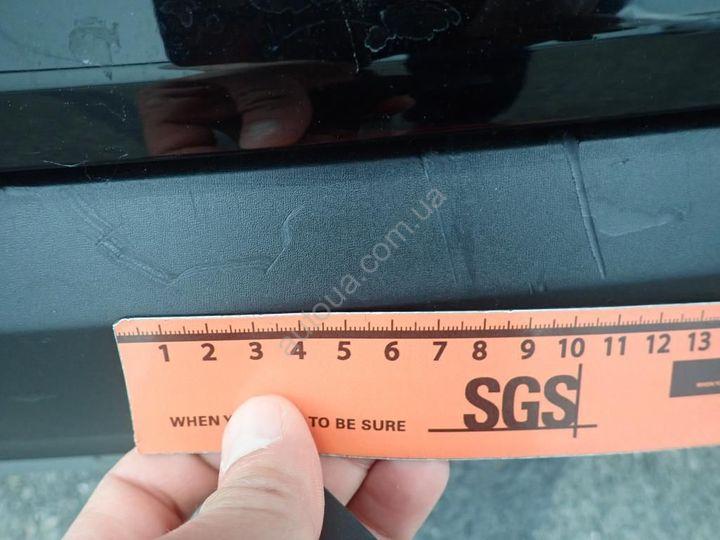 autoua.com.ua
1 2 3 4 5 6 7 8 9 10 11 12 13
SGS
WHEN Y TO BE SURE